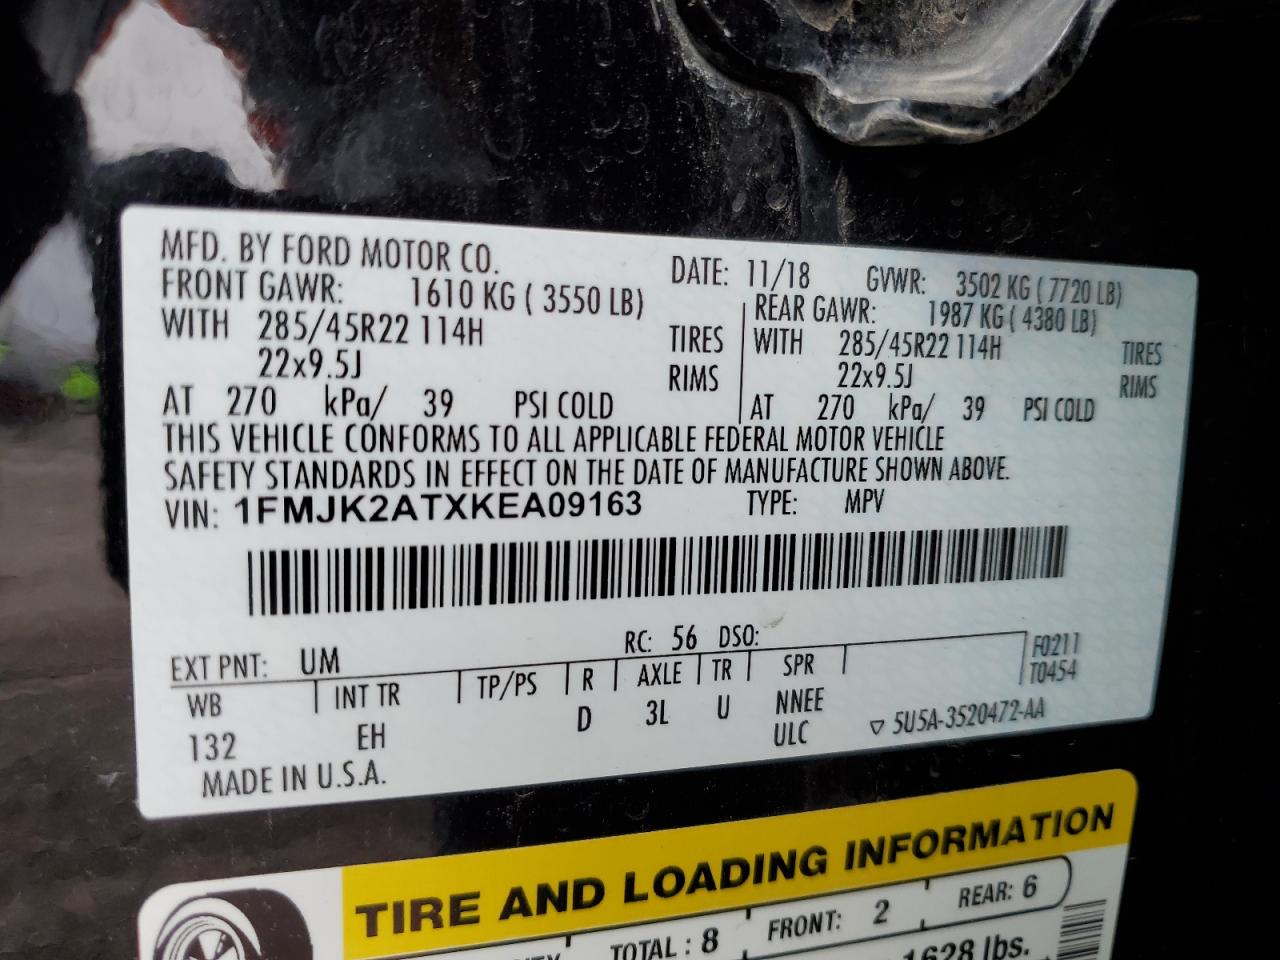 MFD. BY FORD MOTOR CO.
DATE: 11/18 GVWR: 3502 KG ( 7720 LB)
FRONT GAWR: 1610 KG ( 3550 LB)
WITH 285/45R22 114H TIRES
22x9.5J RIMS
AT 270 kPa/ 39 PSI COLD
REAR GAWR: 1987 KG ( 4380 LB)
WITH 285/45R22 114H TIRES
22x9.5J RIMS
AT 270 kPa/ 39 PSI COLD
THIS VEHICLE CONFORMS TO ALL APPLICABLE FEDERAL MOTOR VEHICLE
SAFETY STANDARDS IN EFFECT ON THE DATE OF MANUFACTURE SHOWN ABOVE.
VIN: 1FMJK2ATXKEA09163 TYPE: MPV
EXT PNT: UM RC: 56 DSO:
WB INT TR TP/PS R AXLE TR SPR F0211
T0454
132 EH D 3L U NNEE
ULC ▽ 5U5A-3520472-AA
MADE IN U.S.A.
TIRE AND LOADING INFORMATION
TOTAL : 8 FRONT: 2 REAR: 6
1628 lbs.